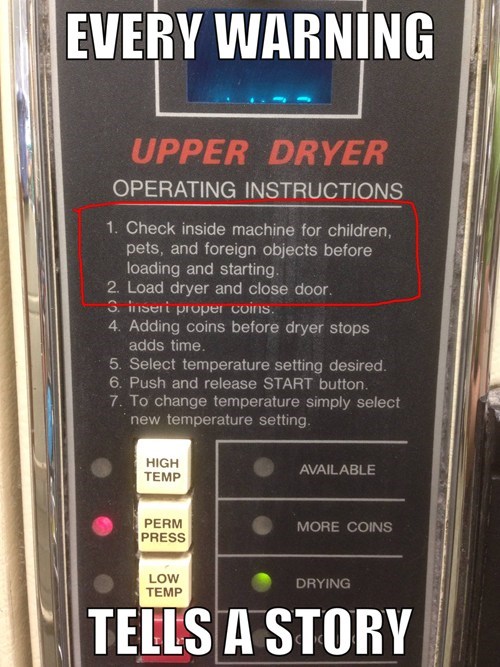 EVERY WARNING
UPPER DRYER
OPERATING INSTRUCTIONS
1. Check inside machine for children,
pets, and foreign objects before
loading and starting.
2. Load dryer and close door.
3. Insert proper coins.
4. Adding coins before dryer stops
adds time.
5. Select temperature setting desired.
6. Push and release START button.
7. To change temperature simply select
new temperature setting.
HIGH
TEMP
AVAILABLE
PERM
PRESS
MORE COINS
LOW
TEMP
DRYING
TELLS A STORY